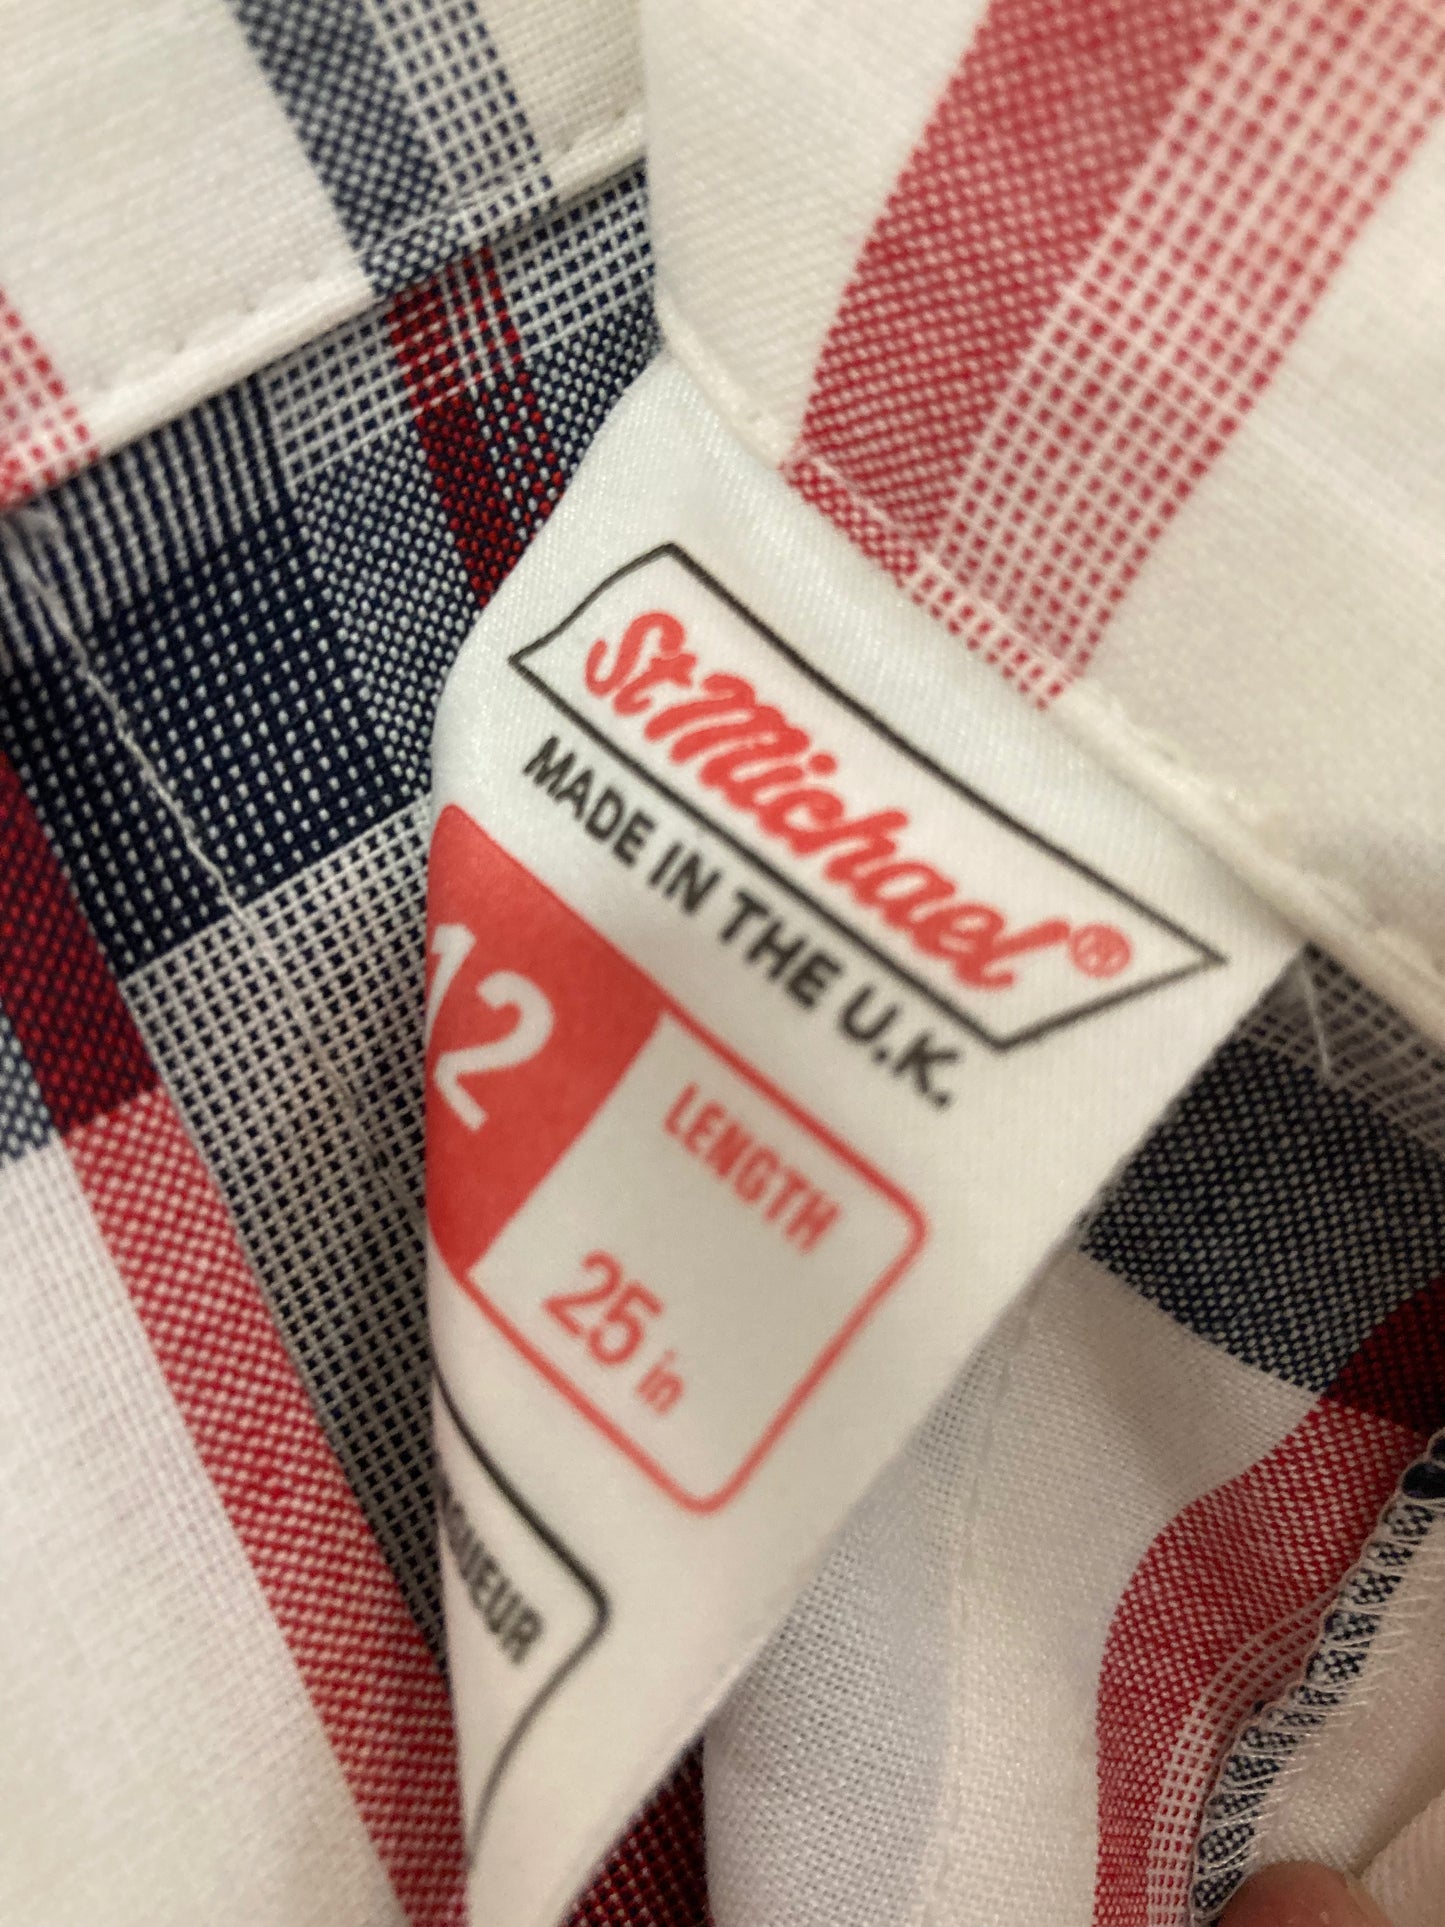 St Michael®
MADE IN THE U.K.
12
LENGTH
25 in